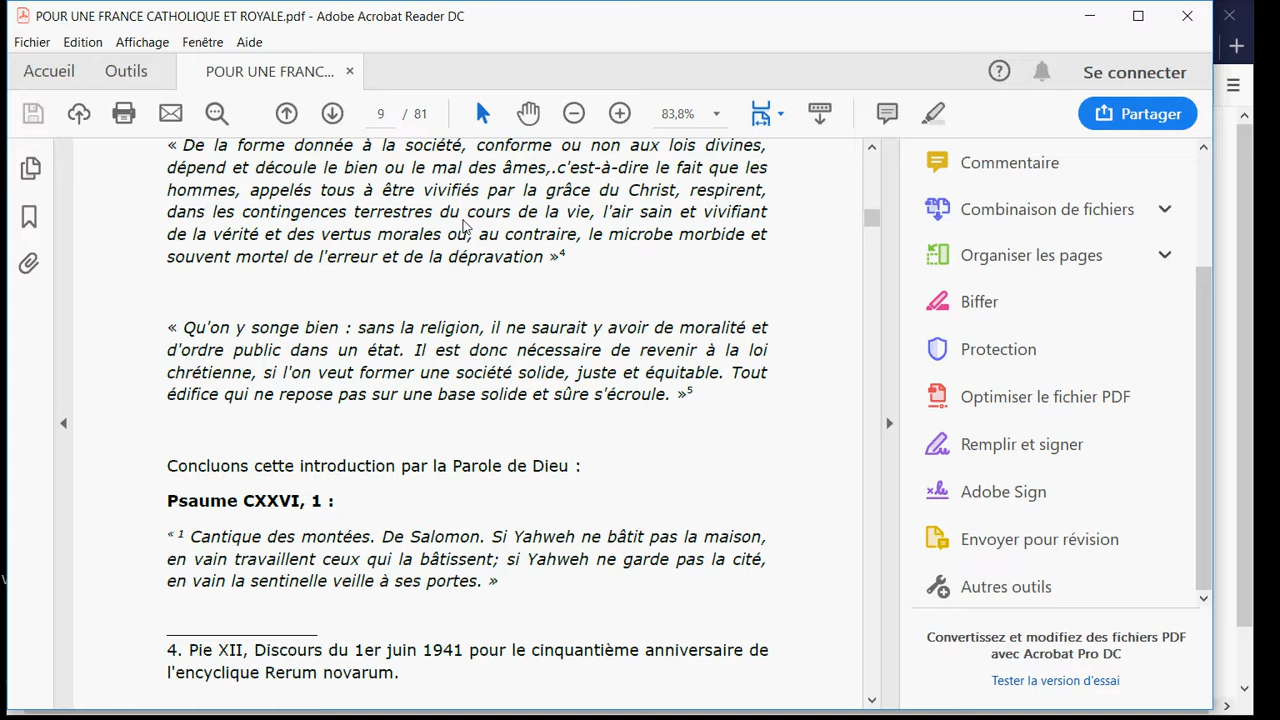 POUR UNE FRANCE CATHOLIQUE ET ROYALE.pdf - Adobe Acrobat Reader DC
Fichier Edition Affichage Fenêtre Aide
Accueil Outils POUR UNE FRANC... ×
Se connecter
9 / 81 83,8%
Partager
« De la forme donnée à la société, conforme ou non aux lois divines,
dépend et découle le bien ou le mal des âmes,.c'est-à-dire le fait que les
hommes, appelés tous à être vivifiés par la grâce du Christ, respirent,
dans les contingences terrestres du cours de la vie, l'air sain et vivifiant
de la vérité et des vertus morales ou, au contraire, le microbe morbide et
souvent mortel de l'erreur et de la dépravation »4
« Qu'on y songe bien : sans la religion, il ne saurait y avoir de moralité et
d'ordre public dans un état. Il est donc nécessaire de revenir à la loi
chrétienne, si l'on veut former une société solide, juste et équitable. Tout
édifice qui ne repose pas sur une base solide et sûre s'écroule. »5
Concluons cette introduction par la Parole de Dieu :
Psaume CXXVI, 1 :
« 1 Cantique des montées. De Salomon. Si Yahweh ne bâtit pas la maison,
en vain travaillent ceux qui la bâtissent; si Yahweh ne garde pas la cité,
en vain la sentinelle veille à ses portes. »
4. Pie XII, Discours du 1er juin 1941 pour le cinquantième anniversaire de
l'encyclique Rerum novarum.
Commentaire
Combinaison de fichiers
Organiser les pages
Biffer
Protection
Optimiser le fichier PDF
Remplir et signer
Adobe Sign
Envoyer pour révision
Autres outils
Convertissez et modifiez des fichiers PDF
avec Acrobat Pro DC
Tester la version d'essai